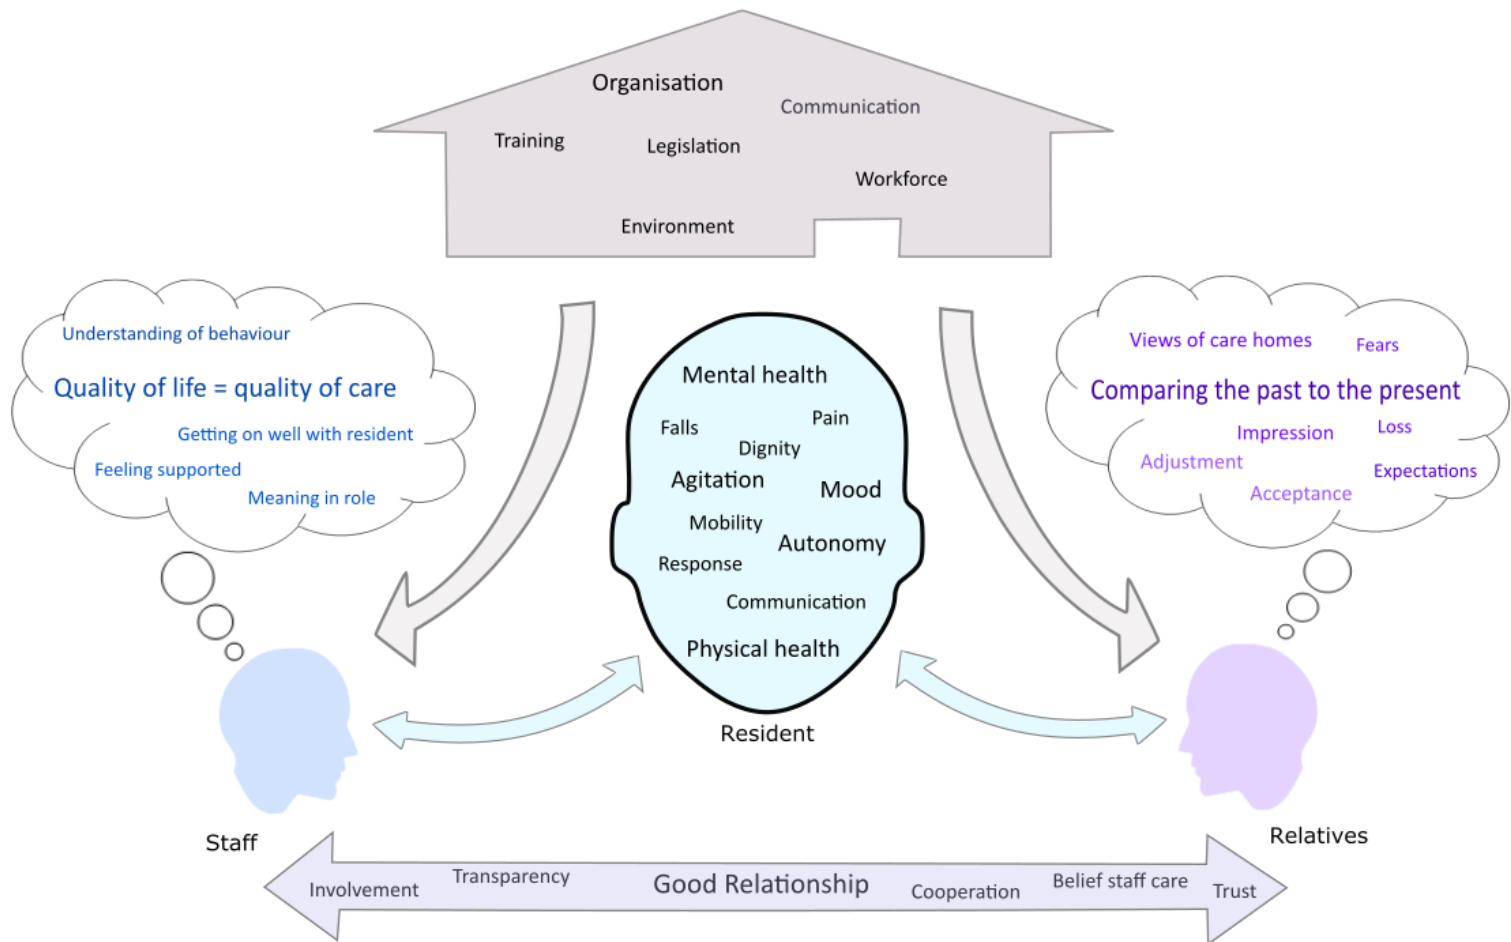 Organisation
Communication
Training
Legislation
Workforce
Environment
Understanding of behaviour
Quality of life = quality of care
Getting on well with resident
Feeling supported
Meaning in role
Mental health
Falls
Pain
Dignity
Agitation
Mood
Mobility
Autonomy
Response
Communication
Physical health
Resident
Views of care homes
Fears
Comparing the past to the present
Impression
Loss
Adjustment
Expectations
Acceptance
Staff
Relatives
Involvement
Transparency
Good Relationship
Cooperation
Belief staff care
Trust